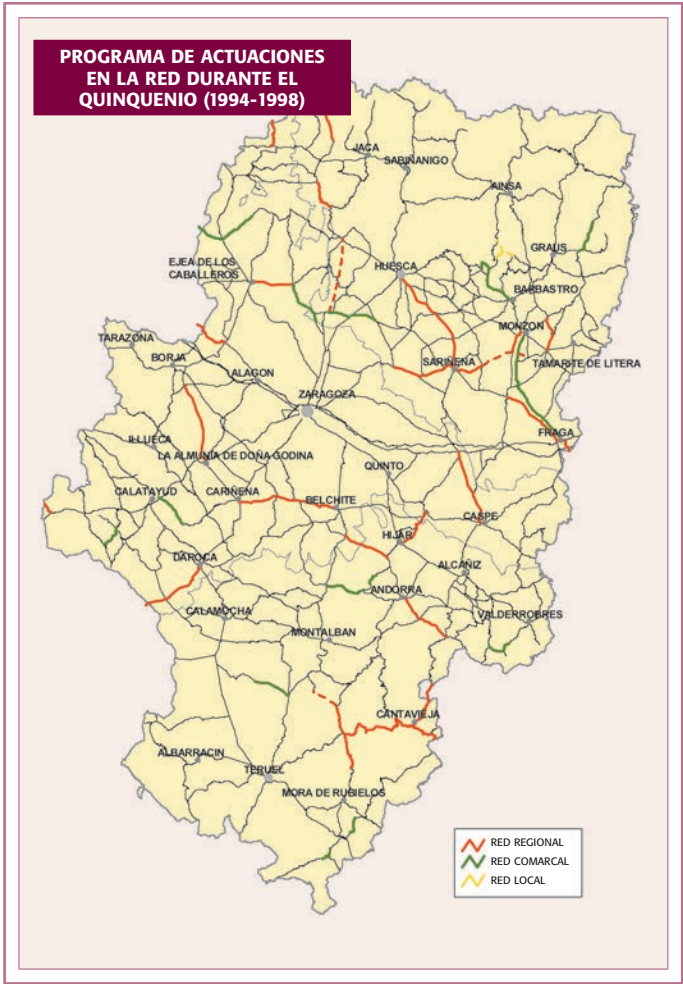 PROGRAMA DE ACTUACIONES
EN LA RED DURANTE EL
QUINQUENIO (1994-1998)
JACA
SABIÑANIGO
AINSA
GRAUS
EJEA DE LOS
CABALLEROS
HUESCA
BARBASTRO
MONZON
TARAZONA
BORJA
SARIÑENA
TAMARITE DE LITERA
ALAGON
ZARAGOZA
FRAGA
ILLUECA
LA ALMUNIA DE DOÑA GODINA
QUINTO
CALATAYUD
CARIÑENA
BELCHITE
CASPE
HIJAR
DAROCA
ALCAÑIZ
ANDORRA
CALAMOCHA
VALDERROBRES
MONTALBAN
CANTAVIEJA
ALBARRACIN
TERUEL
MORA DE RUBIELOS
RED REGIONAL
RED COMARCAL
RED LOCAL